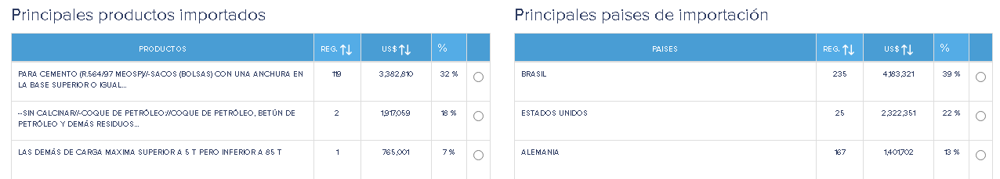 Principales productos importados
PRODUCTOS REG. US$ %
PARA CEMENTO (R.564/97 MEOSP)//-SACOS (BOLSAS) CON UNA ANCHURA EN
LA BASE SUPERIOR O IGUAL... 119 3,382,810 32 %
--SIN CALCINAR//-COQUE DE PETRÓLEO://COQUE DE PETRÓLEO, BETÚN DE
PETRÓLEO Y DEMÁS RESIDUOS... 2 1,917,059 18 %
LAS DEMÁS DE CARGA MAXIMA SUPERIOR A 5 T PERO INFERIOR A 85 T 1 765,001 7 %
Principales paises de importación
PAISES REG. US$ %
BRASIL 235 4,183,321 39 %
ESTADOS UNIDOS 25 2,322,351 22 %
ALEMANIA 167 1,401,702 13 %